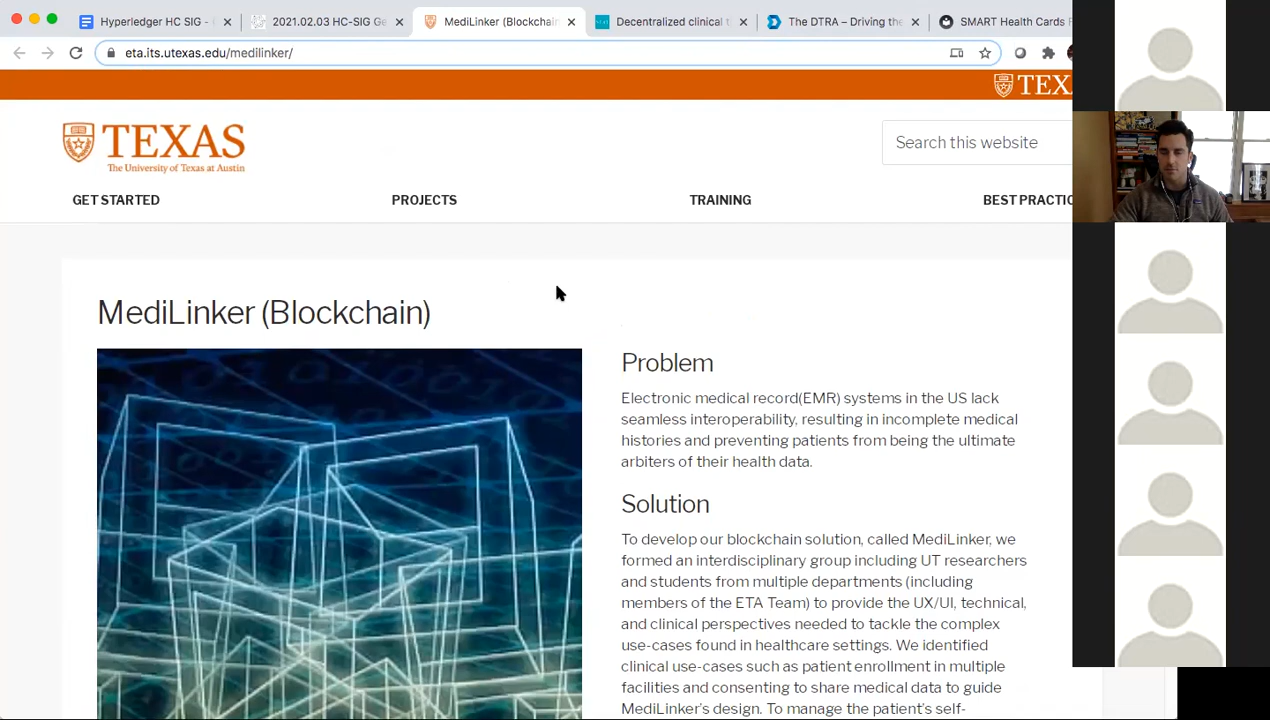 Hyperledger HC SIG -
2021.02.03 HC-SIG Ge
MediLinker (Blockchain
Decentralized clinical t
The DTRA – Driving the
SMART Health Cards F
eta.its.utexas.edu/medilinker/
TEX
TEXAS
The University of Texas at Austin
Search this website
GET STARTED
PROJECTS
TRAINING
BEST PRACTIC
MediLinker (Blockchain)
Problem
Electronic medical record(EMR) systems in the US lack
seamless interoperability, resulting in incomplete medical
histories and preventing patients from being the ultimate
arbiters of their health data.
Solution
To develop our blockchain solution, called MediLinker, we
formed an interdisciplinary group including UT researchers
and students from multiple departments (including
members of the ETA Team) to provide the UX/UI, technical,
and clinical perspectives needed to tackle the complex
use-cases found in healthcare settings. We identified
clinical use-cases such as patient enrollment in multiple
facilities and consenting to share medical data to guide
MediLinker's design. To manage the patient's self-